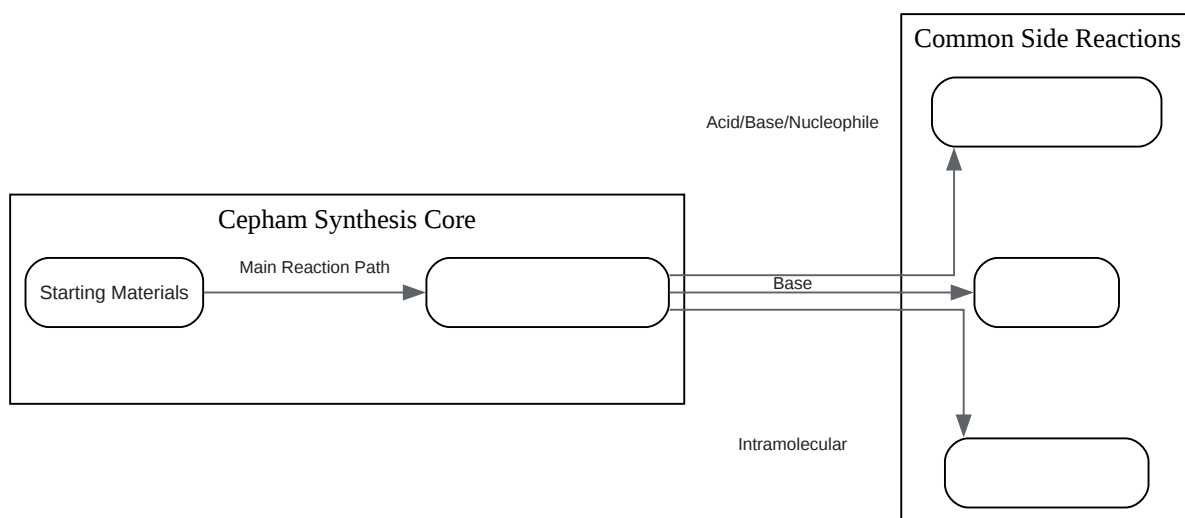 Common Side Reactions
Acid/Base/Nucleophile
Cepham Synthesis Core
Main Reaction Path
Starting Materials
Base
Intramolecular